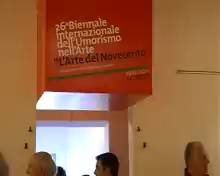 26ª Biennale
Internazionale
dell'Umorismo
nell'Arte
"L'Arte del Novecento